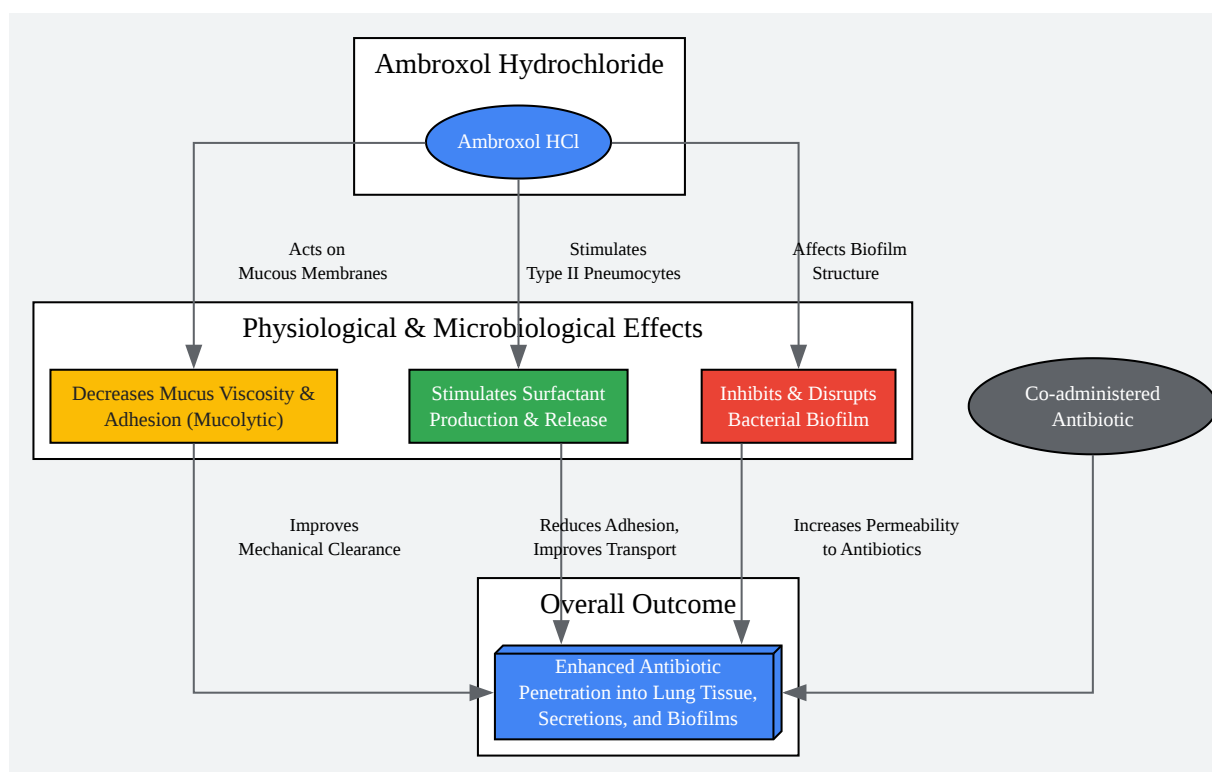 Ambroxol Hydrochloride
Ambroxol HCl
Acts on
Mucous Membranes
Stimulates
Type II Pneumocytes
Affects Biofilm
Structure
Physiological & Microbiological Effects
Decreases Mucus Viscosity &
Adhesion (Mucolytic)
Stimulates Surfactant
Production & Release
Inhibits & Disrupts
Bacterial Biofilm
Co-administered
Antibiotic
Improves
Mechanical Clearance
Reduces Adhesion,
Improves Transport
Increases Permeability
to Antibiotics
Overall Outcome
Enhanced Antibiotic
Penetration into Lung Tissue,
Secretions, and Biofilms